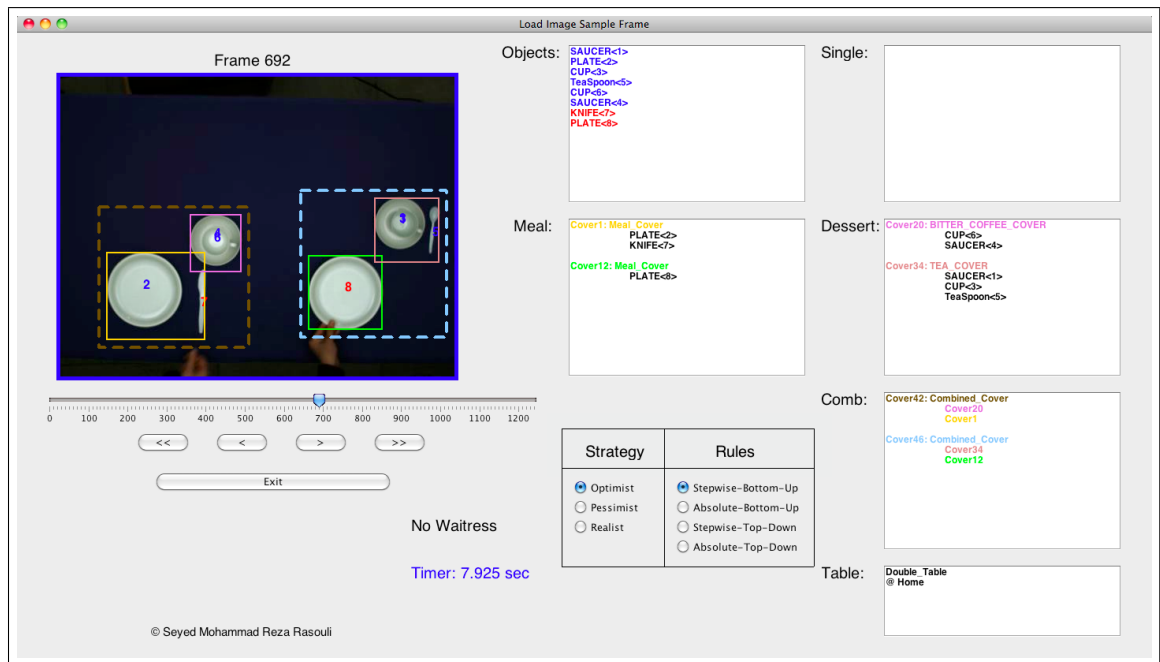 Load Image Sample Frame
Frame 692
4
6
3
5
2
7
8
0 100 200 300 400 500 600 700 800 900 1000 1100 1200
<< < > >>
Exit
No Waitress
Timer: 7.925 sec
© Seyed Mohammad Reza Rasouli
Objects:
SAUCER<1>
PLATE<2>
CUP<3>
TeaSpoon<5>
CUP<6>
SAUCER<4>
KNIFE<7>
PLATE<8>
Single:
Meal:
Cover1: Meal_Cover
PLATE<2>
KNIFE<7>
Cover12: Meal_Cover
PLATE<8>
Dessert:
Cover20: BITTER_COFFEE_COVER
CUP<6>
SAUCER<4>
Cover34: TEA_COVER
SAUCER<1>
CUP<3>
TeaSpoon<5>
Comb:
Cover42: Combined_Cover
Cover20
Cover1
Cover46: Combined_Cover
Cover34
Cover12
Strategy
Optimist
Pessimist
Realist
Rules
Stepwise-Bottom-Up
Absolute-Bottom-Up
Stepwise-Top-Down
Absolute-Top-Down
Table:
Double_Table
@ Home